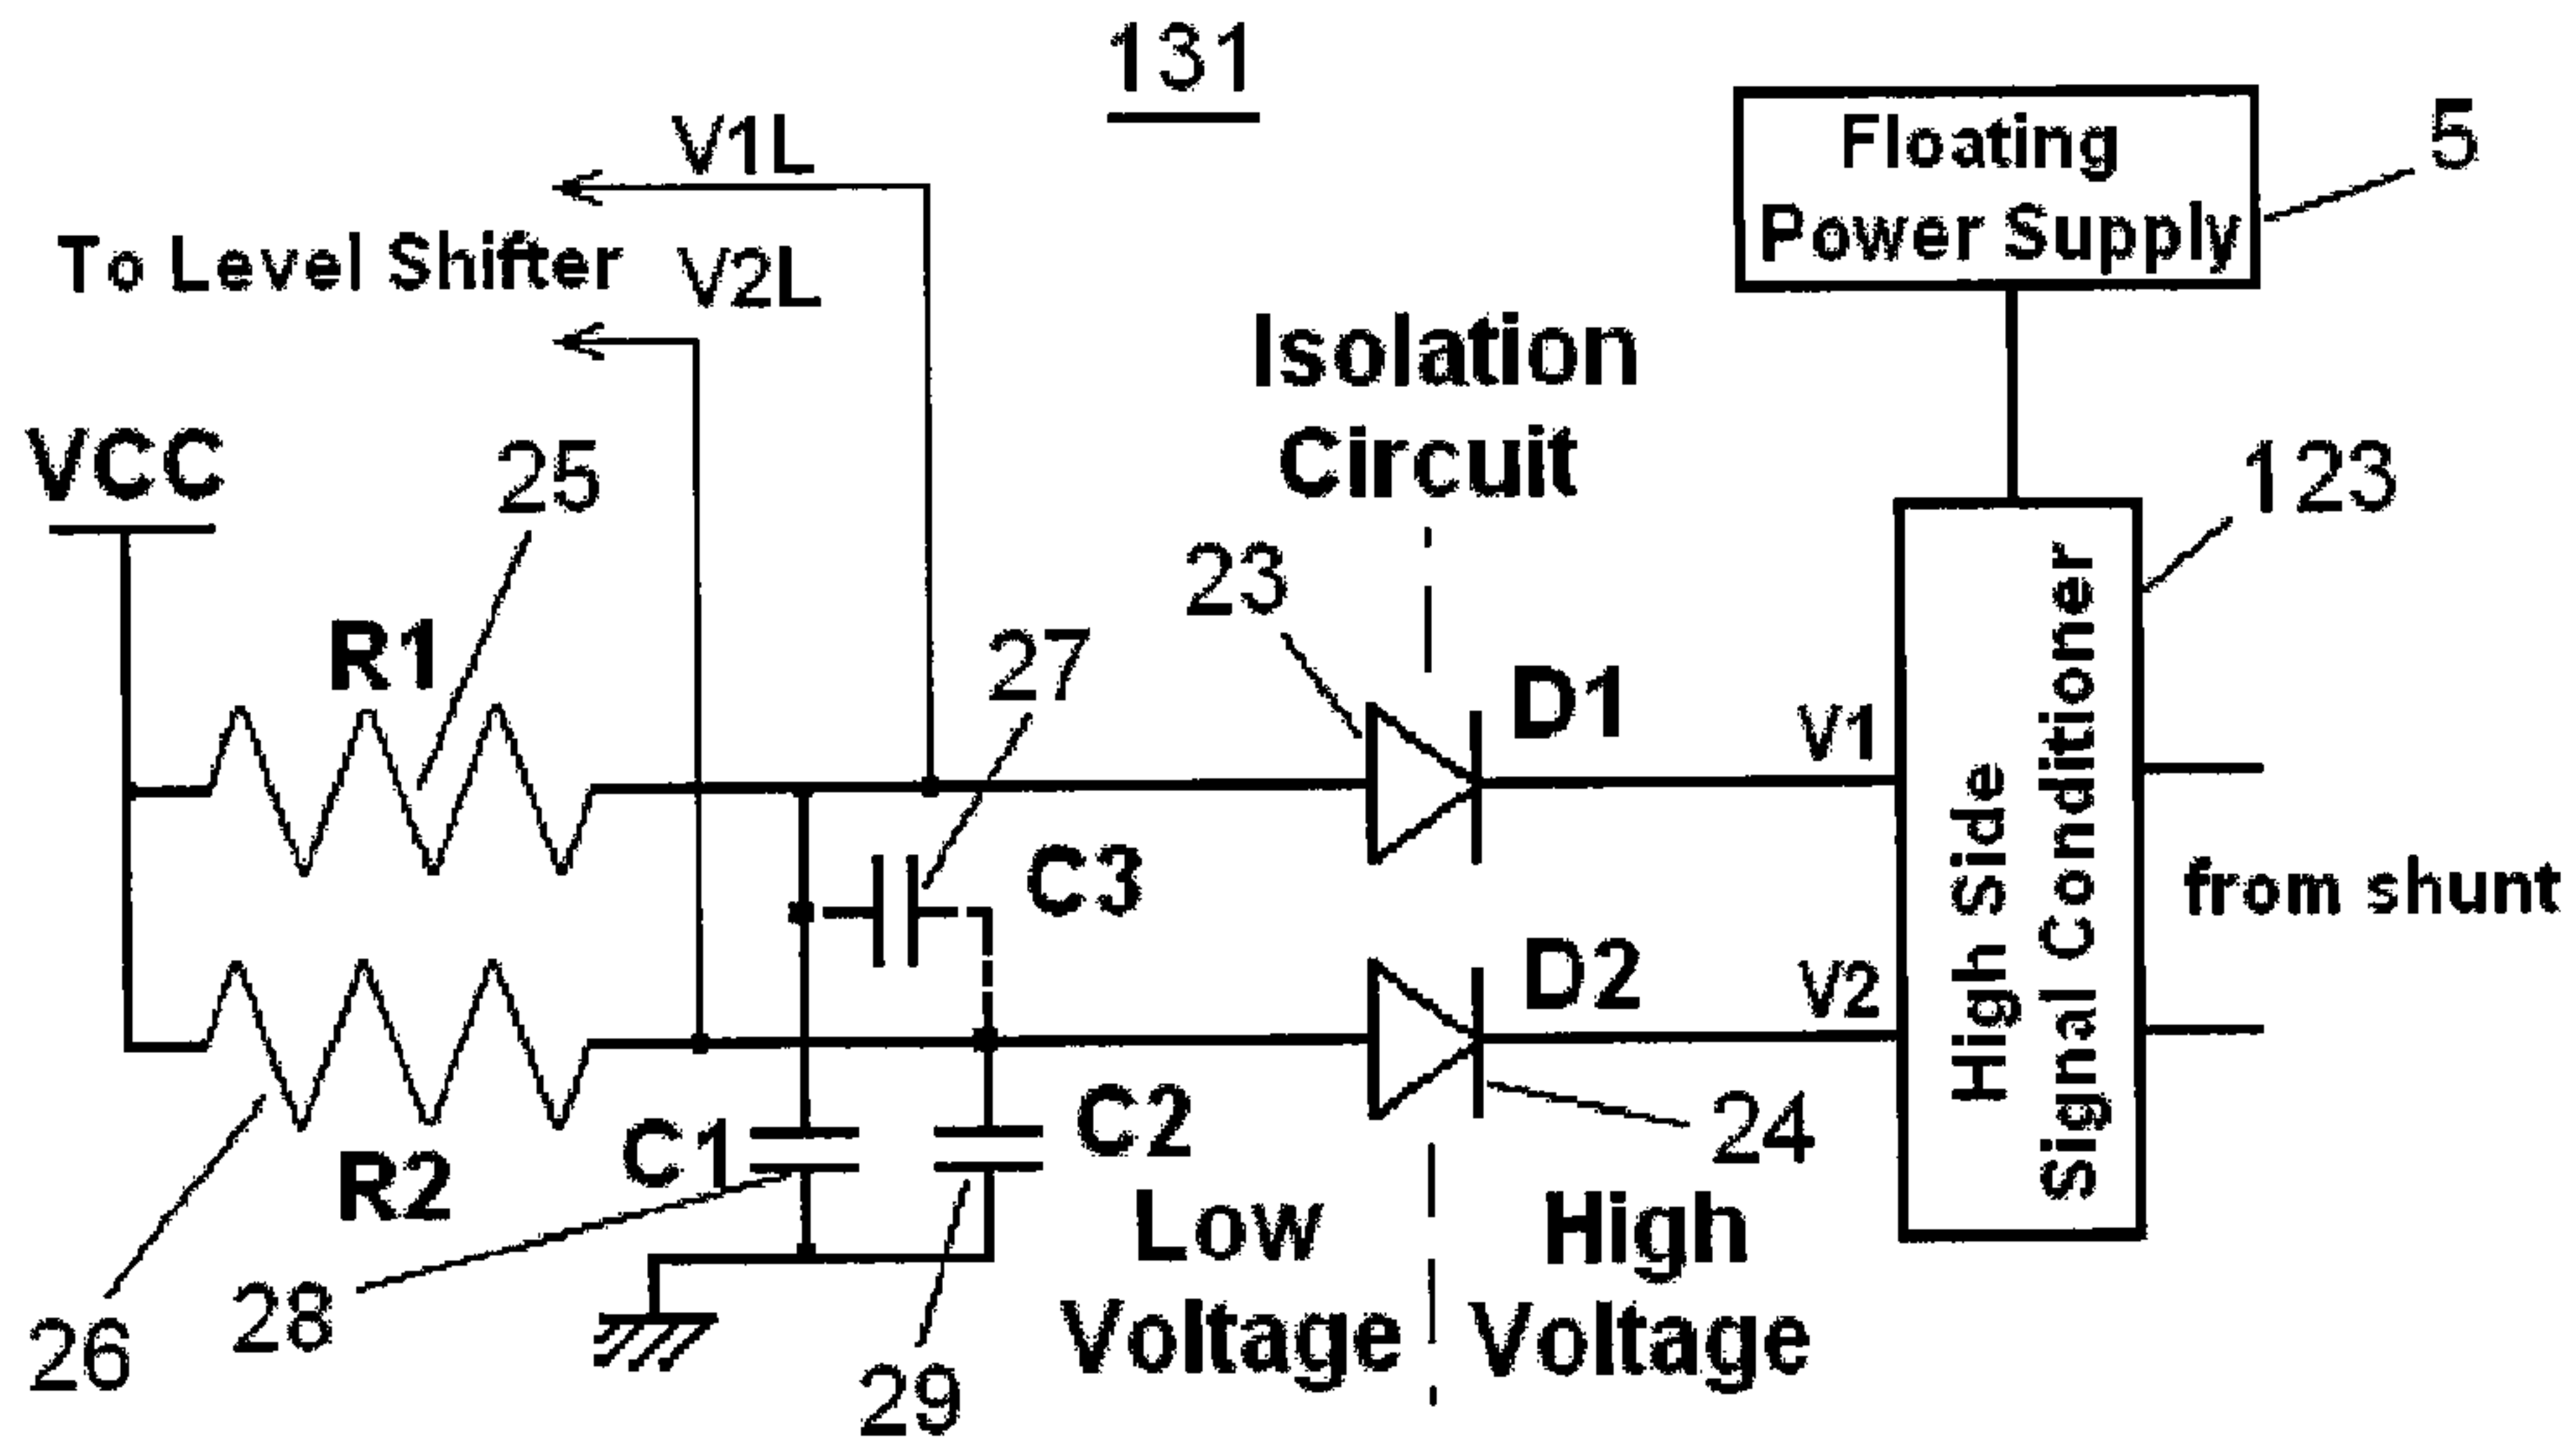 131
Floating
Power Supply
5
V1L
To Level Shifter
V2L
Isolation
Circuit
VCC
25
123
23
R1
27
D1
V1
High Side
Signal Conditioner
C3
from shunt
D2
V2
C1
C2
24
R2
Low
Voltage
High
Voltage
26
28
29